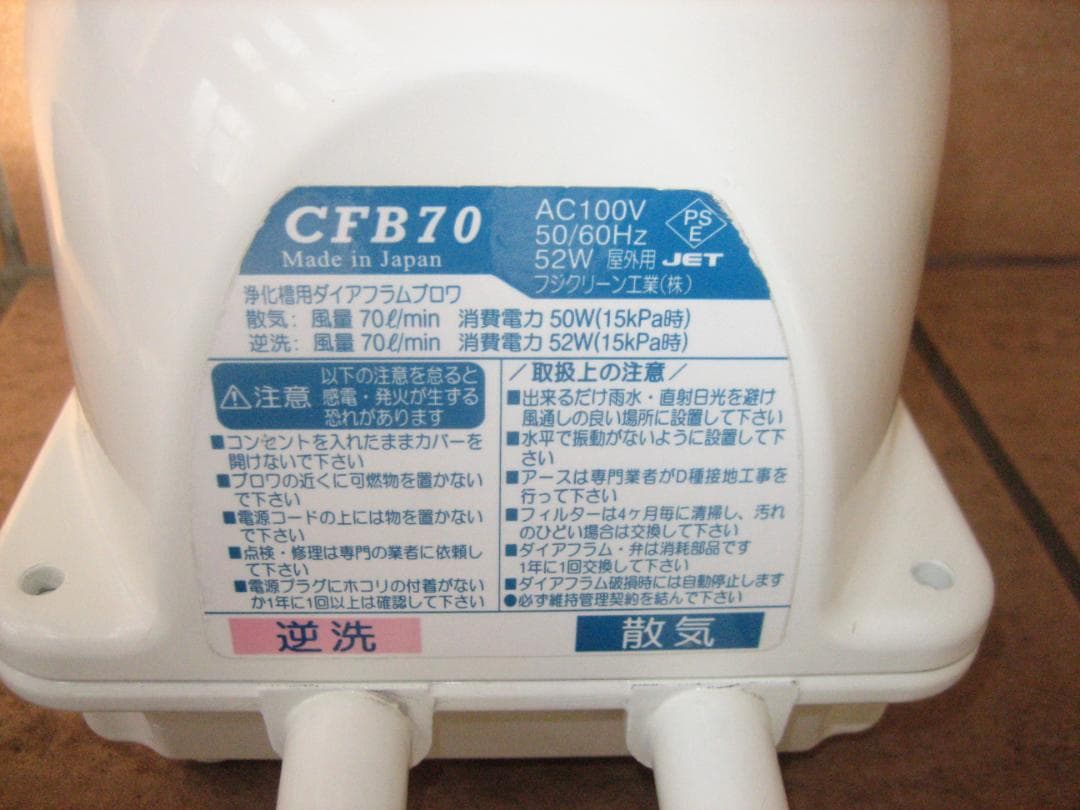 CFB70
Made in Japan
AC100V
50/60Hz
52W 屋外用 JET
PS
E
フジクリーン工業(株)
浄化槽用ダイアフラムブロワ
散気: 風量 70ℓ/min 消費電力 50W(15kPa時)
逆洗: 風量 70ℓ/min 消費電力 52W(15kPa時)
注意
以下の注意を怠ると
感電・発火が生ずる
恐れがあります
■コンセントを入れたままカバーを
開けないで下さい
■ブロワの近くに可燃物を置かない
で下さい
■電源コードの上には物を置かない
で下さい
■点検・修理は専門の業者に依頼し
て下さい
■電源プラグにホコリの付着がない
か1年に1回以上は確認して下さい
/取扱上の注意/
■出来るだけ雨水・直射日光を避け
風通しの良い場所に設置して下さい
■水平で振動がないように設置して下
さい
■アースは専門業者がD種接地工事を
行って下さい
■フィルターは4ヶ月毎に清掃し、汚れ
のひどい場合は交換して下さい
■ダイアフラム・弁は消耗部品です
1年に1回交換して下さい
■ダイアフラム破損時には自動停止します
●必ず維持管理契約を結んで下さい
逆洗
散気